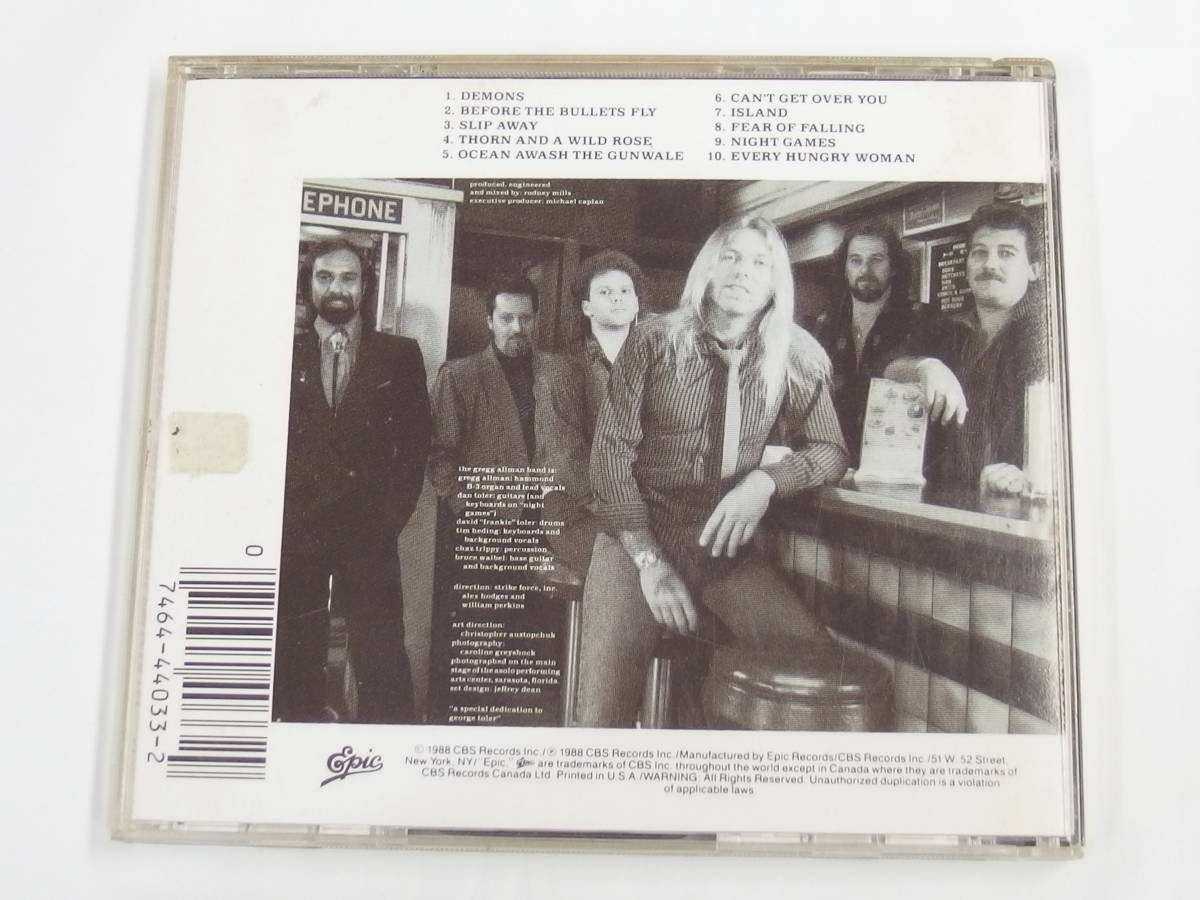 1. DEMONS
2. BEFORE THE BULLETS FLY
3. SLIP AWAY
4. THORN AND A WILD ROSE
5. OCEAN AWASH THE GUNWALE
6. CAN'T GET OVER YOU
7. ISLAND
8. FEAR OF FALLING
9. NIGHT GAMES
10. EVERY HUNGRY WOMAN
produced, engineered
and mixed by: rodney mills
executive producer: michael caplan
EPHONE
the gregg allman band is:
gregg allman: hammond
B-3 organ and lead vocals
dan toler: guitars (and
keyboards on "night
games")
david "frankie" toler: drums
tim heding: keyboards and
background vocals
chaz trippy: percussion
bruce waibel: base guitar
and background vocals
direction: strike force, inc.
alex hodges and
william perkins
art direction:
christopher austopchuk
photography:
caroline greyshock
photographed on the main
stage of the asolo performing
arts center, sarasota, florida
set design: jeffrey dean
"a special dedication to
george toler"
0 7464-44033-2
Epic
© 1988 CBS Records Inc./℗ 1988 CBS Records Inc./Manufactured by Epic Records/CBS Records Inc./51 W. 52 Street,
New York, NY/"Epic," Epic are trademarks of CBS Inc. throughout the world except in Canada where they are trademarks of
CBS Records Canada Ltd. Printed in U.S.A./WARNING: All Rights Reserved. Unauthorized duplication is a violation
of applicable laws.